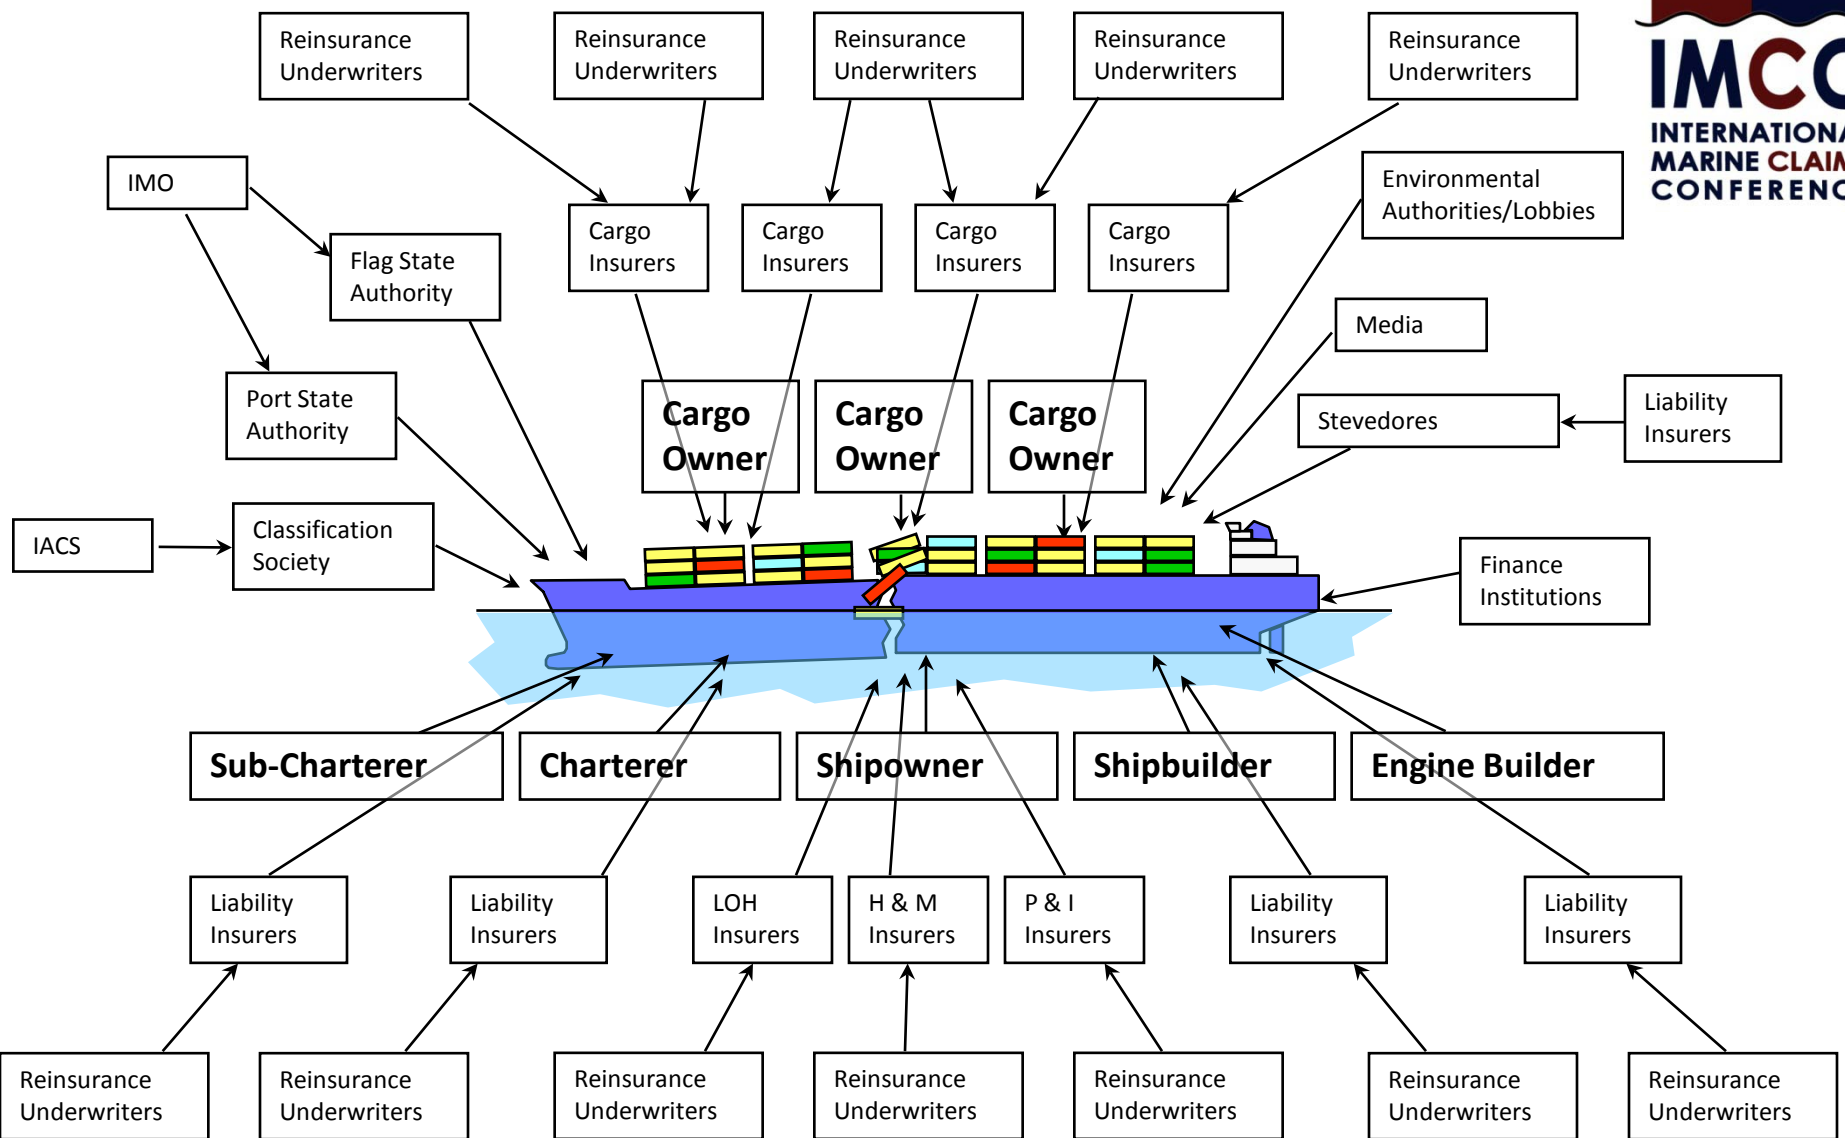 Reinsurance
Underwriters
Reinsurance
Underwriters
Reinsurance
Underwriters
Reinsurance
Underwriters
Reinsurance
Underwriters
IMCC
INTERNATIONA
MARINE CLAIM
CONFERENC
IMO
Environmental
Authorities/Lobbies
Flag State
Authority
Cargo
Insurers
Cargo
Insurers
Cargo
Insurers
Cargo
Insurers
Media
Port State
Authority
Cargo
Owner
Cargo
Owner
Cargo
Owner
Stevedores
Liability
Insurers
IACS
Classification
Society
Finance
Institutions
Sub-Charterer
Charterer
Shipowner
Shipbuilder
Engine Builder
Liability
Insurers
Liability
Insurers
LOH
Insurers
H & M
Insurers
P & I
Insurers
Liability
Insurers
Liability
Insurers
Reinsurance
Underwriters
Reinsurance
Underwriters
Reinsurance
Underwriters
Reinsurance
Underwriters
Reinsurance
Underwriters
Reinsurance
Underwriters
Reinsurance
Underwriters